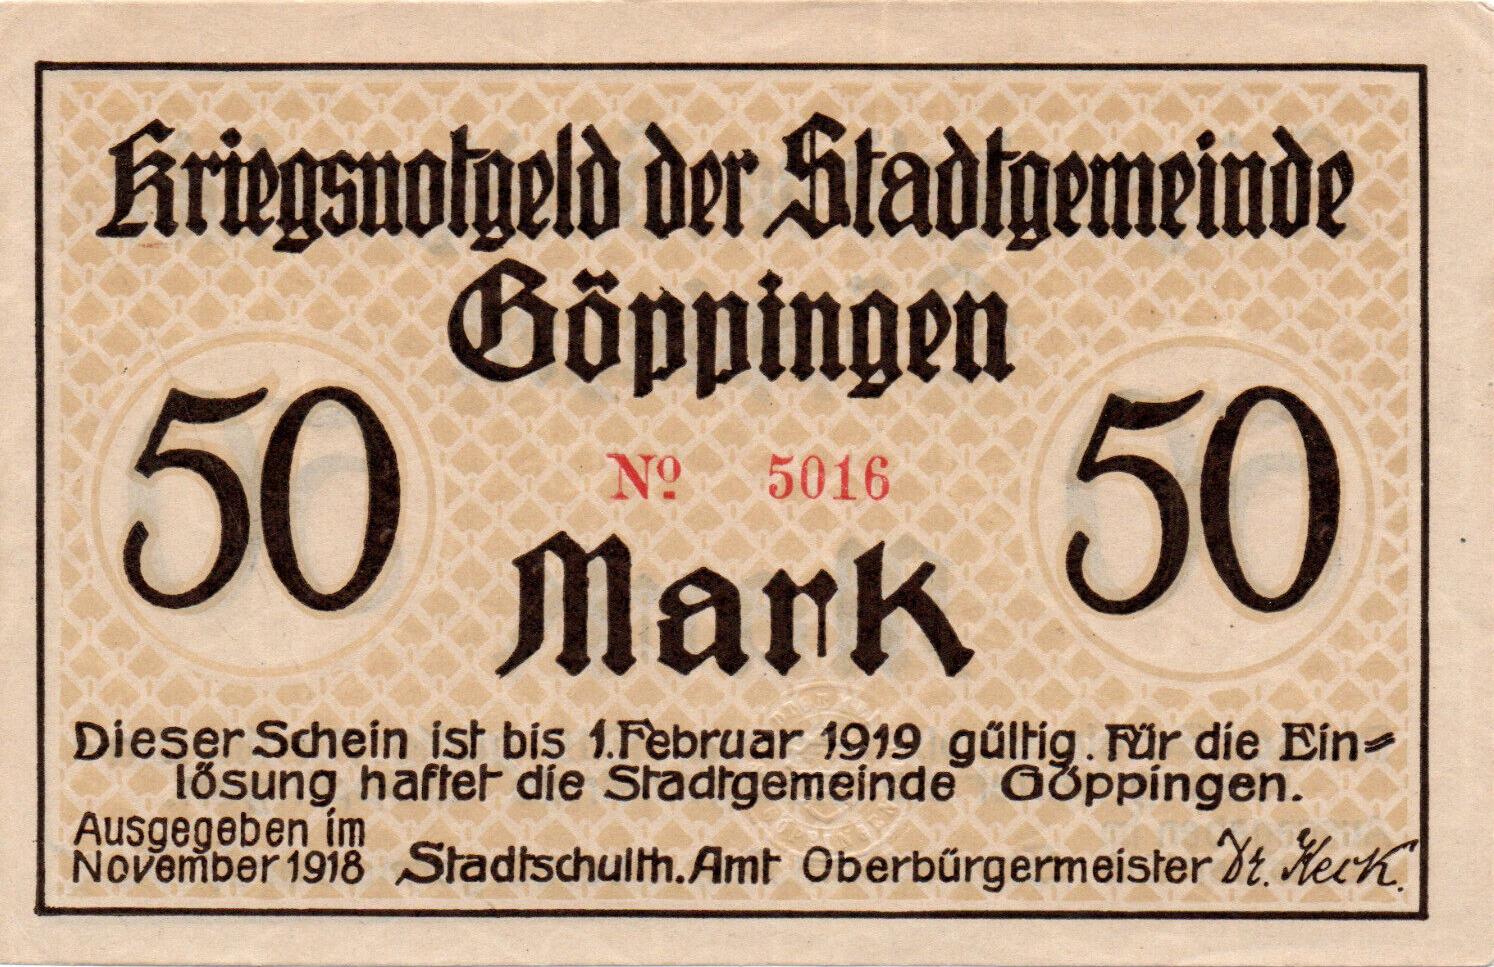 Kriegsnotgeld der Stadtgemeinde
Göppingen
50
50
No 5016
Mark
Dieser Schein ist bis 1. Februar 1919 gültig. Für die Ein=
lösung haftet die Stadtgemeinde Göppingen.
Ausgegeben im
November 1918 Stadtschulth. Amt Oberbürgermeister Dr. Keck.